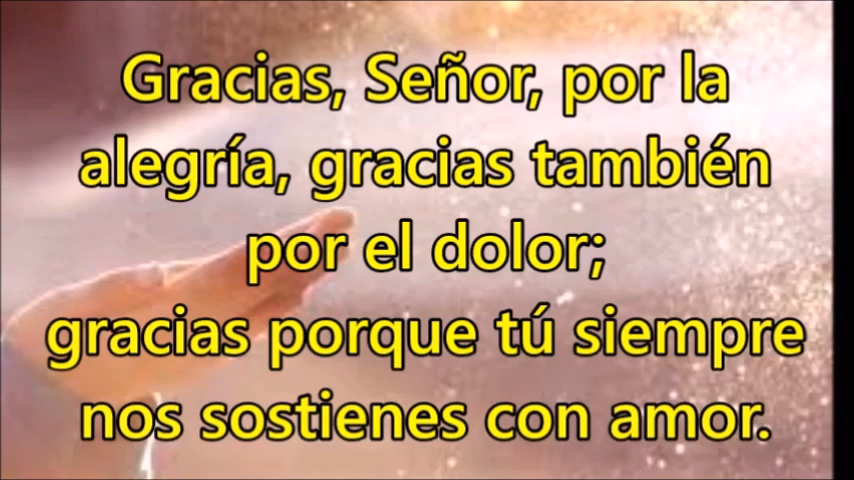 Gracias, Señor, por la
alegría, gracias también
por el dolor;
gracias porque tú siempre
nos sostienes con amor.